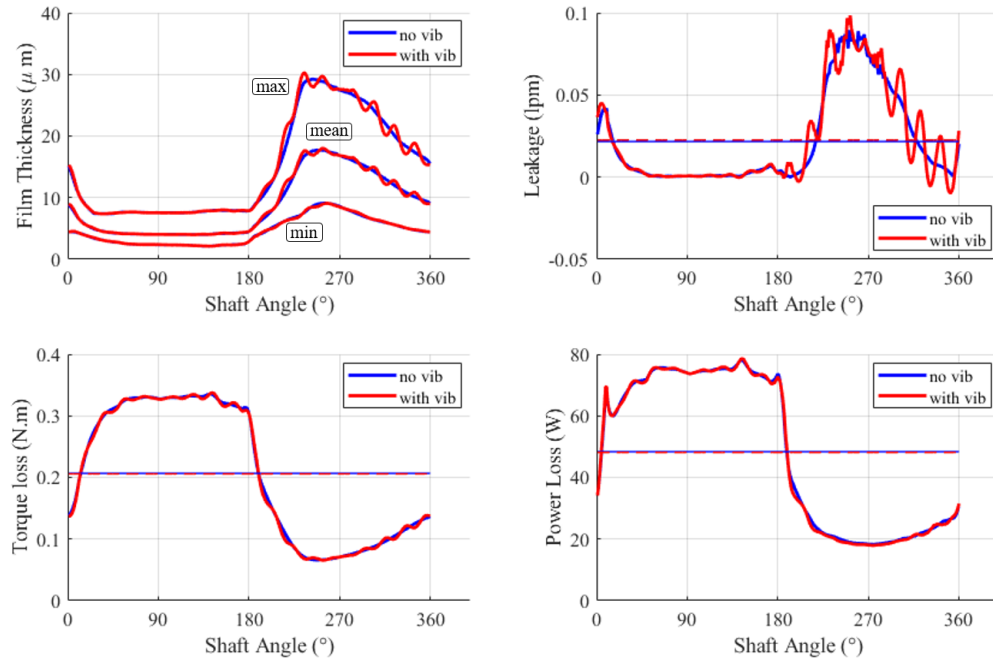 Film Thickness (μ m)
40
30
20
10
0
no vib
with vib
max
mean
min
0
90
180
270
360
Shaft Angle (°)
Leakage (lpm)
0.1
0.05
0
-0.05
no vib
with vib
0
90
180
270
360
Shaft Angle (°)
Torque loss (N.m)
0.4
0.3
0.2
0.1
0
no vib
with vib
0
90
180
270
360
Shaft Angle (°)
Power Loss (W)
80
60
40
20
0
no vib
with vib
0
90
180
270
360
Shaft Angle (°)